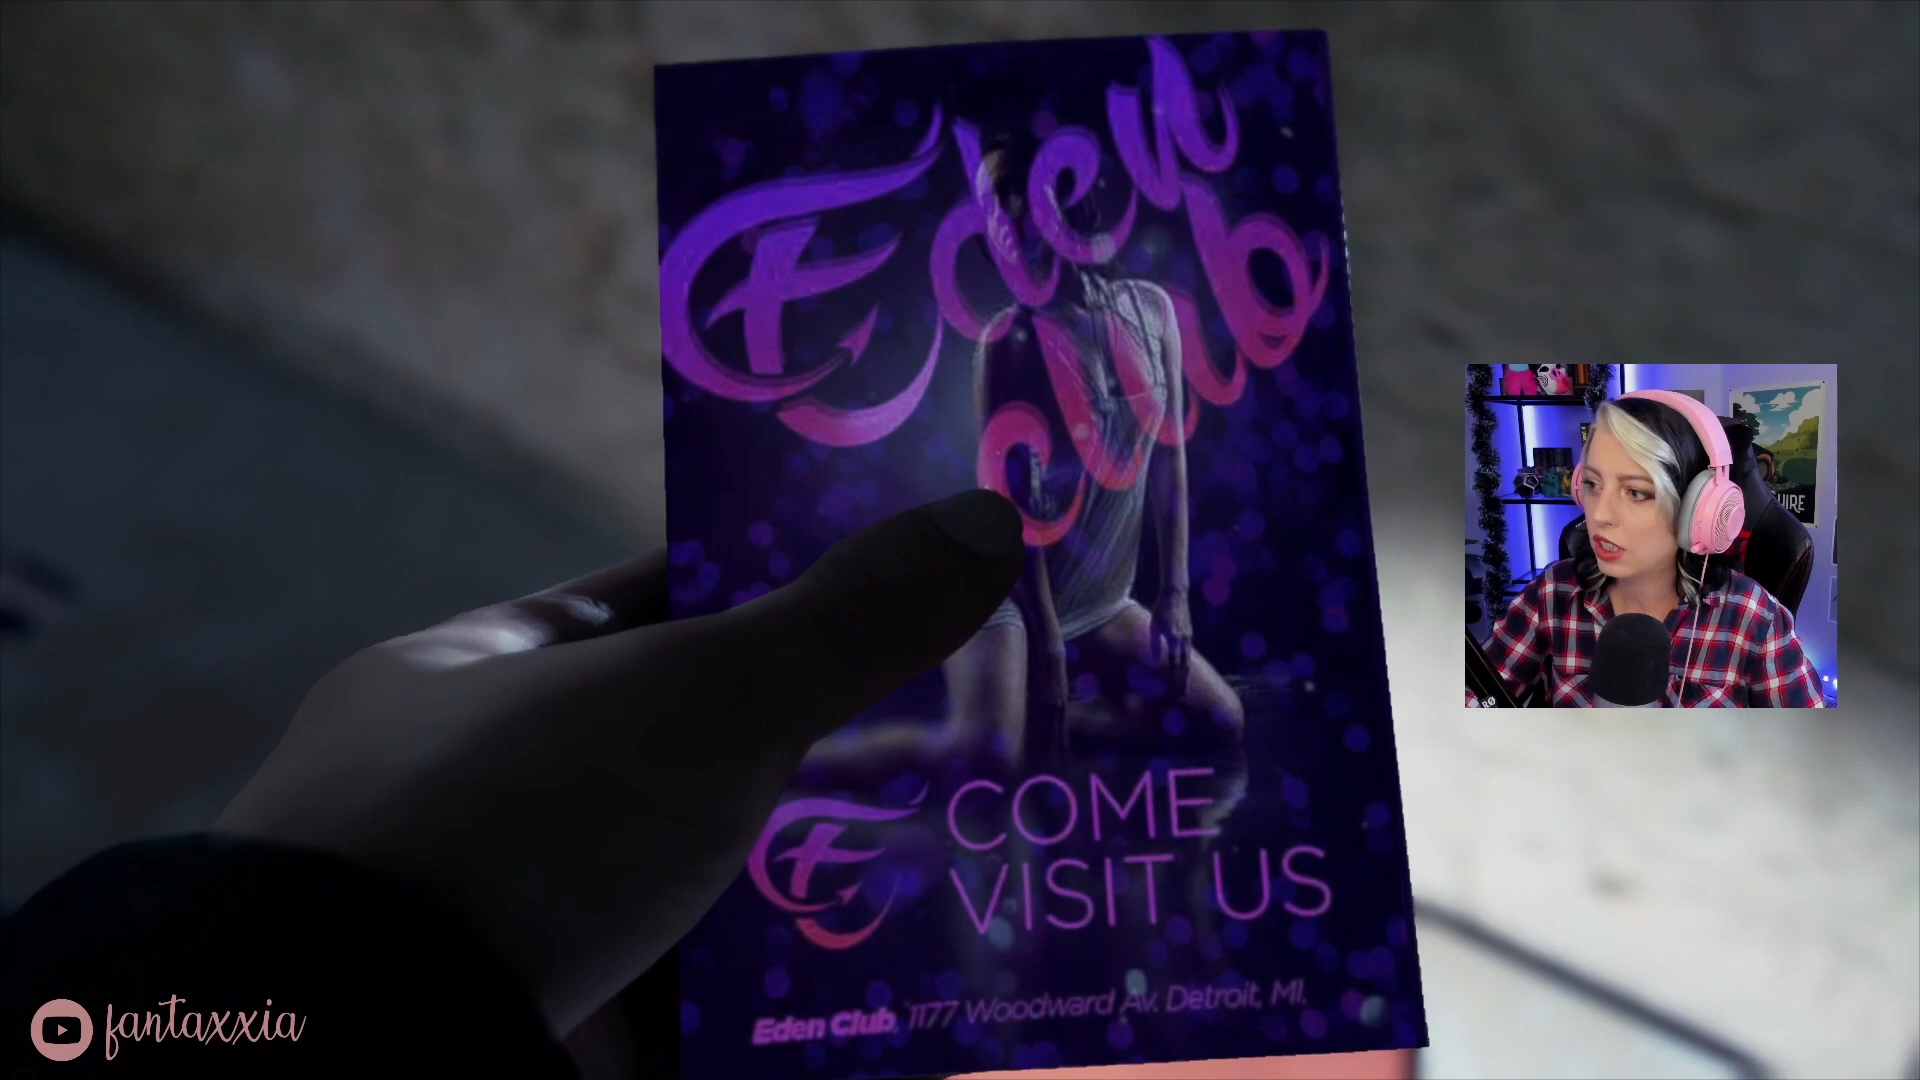 Eden
Club
COME
VISIT US
Eden Club 1177 Woodward Av. Detroit, MI.
fantaxxia